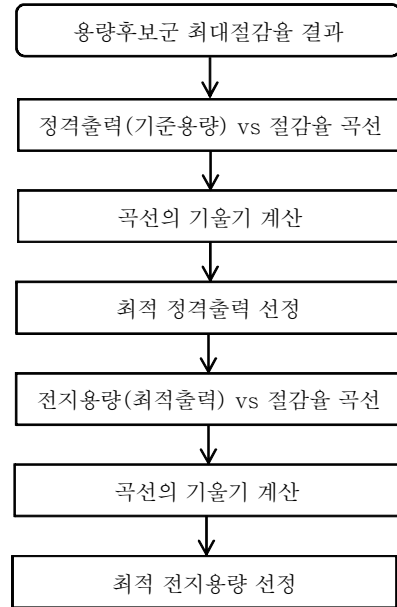 용량후보군 최대절감율 결과
정격출력(기준용량) vs 절감율 곡선
곡선의 기울기 계산
최적 정격출력 선정
전지용량(최적출력) vs 절감율 곡선
곡선의 기울기 계산
최적 전지용량 선정